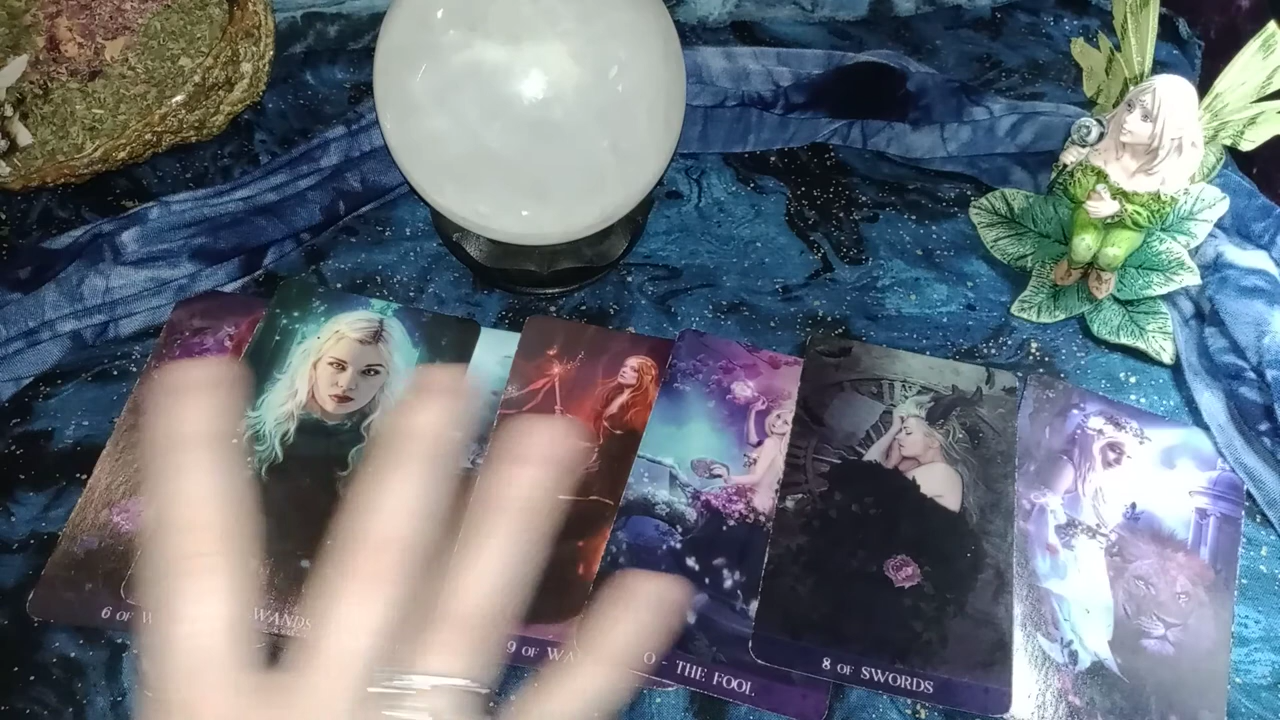 6 OF W
WANDS
9 OF WA
0 - THE FOOL
8 OF SWORDS